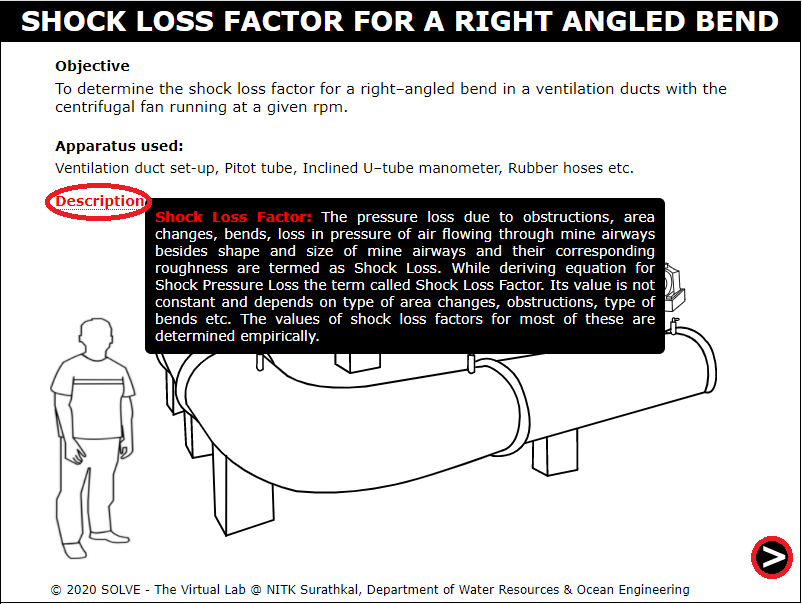 SHOCK LOSS FACTOR FOR A RIGHT ANGLED BEND
Objective
To determine the shock loss factor for a right–angled bend in a ventilation ducts with the
centrifugal fan running at a given rpm.
Apparatus used:
Ventilation duct set-up, Pitot tube, Inclined U–tube manometer, Rubber hoses etc.
Description
Shock Loss Factor: The pressure loss due to obstructions, area
changes, bends, loss in pressure of air flowing through mine airways
besides shape and size of mine airways and their corresponding
roughness are termed as Shock Loss. While deriving equation for
Shock Pressure Loss the term called Shock Loss Factor. Its value is not
constant and depends on type of area changes, obstructions, type of
bends etc. The values of shock loss factors for most of these are
determined empirically.
>
© 2020 SOLVE - The Virtual Lab @ NITK Surathkal, Department of Water Resources & Ocean Engineering